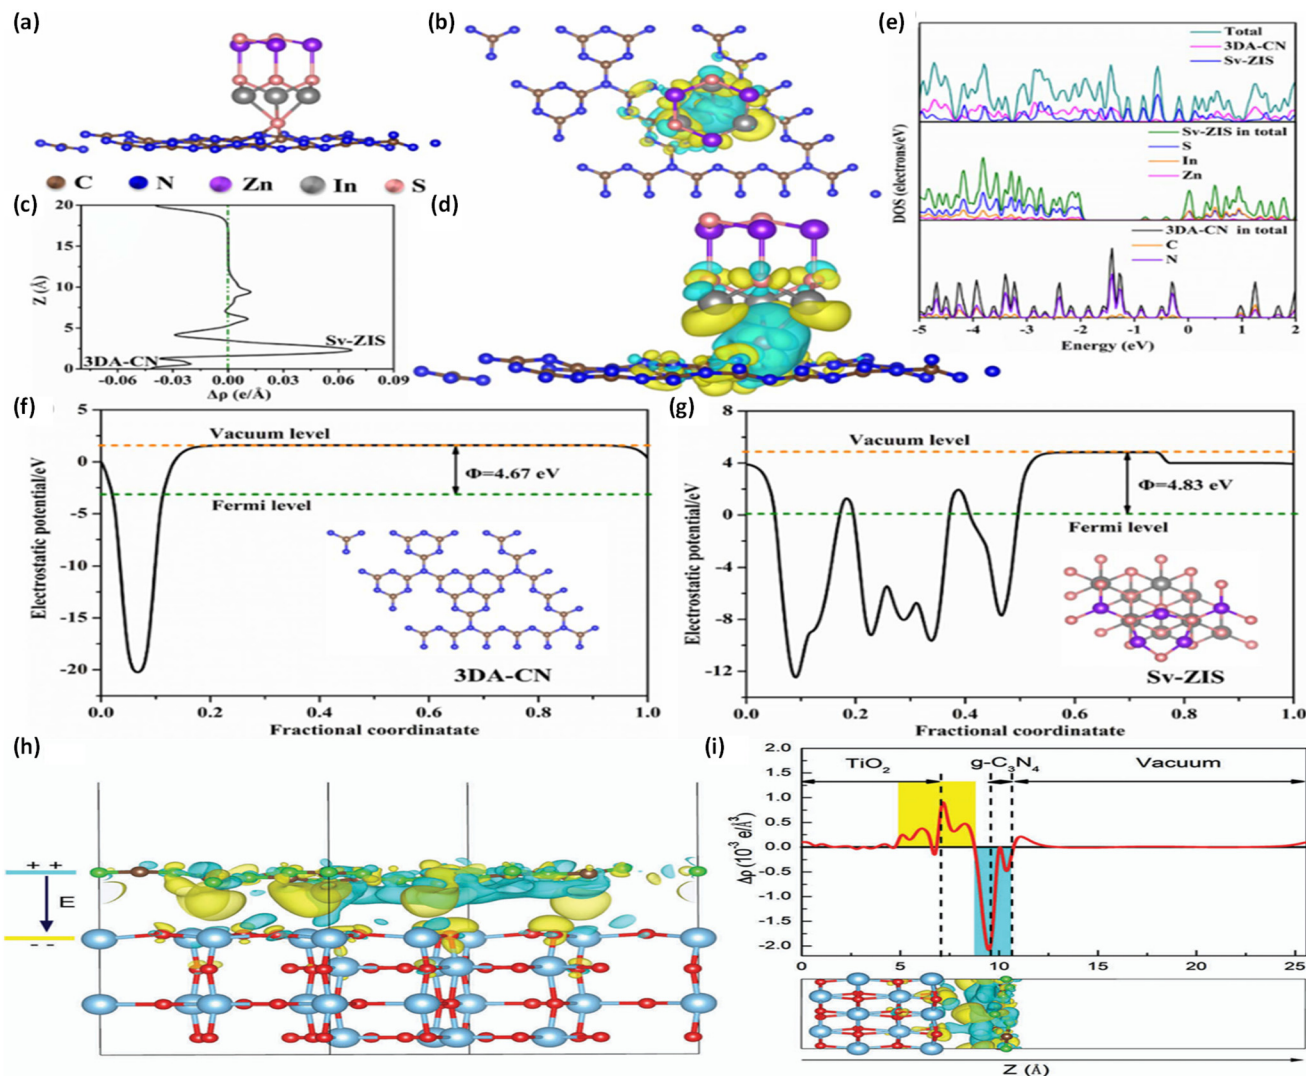 (a)
C N Zn In S
(b)
(c)
20
15
10
5
0
Z (Å)
Sv-ZIS
3DA-CN
-0.06 -0.03 0.00 0.03 0.06 0.09
Δρ (e/Å)
(d)
(e)
Total
3DA-CN
Sv-ZIS
Sv-ZIS in total
S
In
Zn
3DA-CN in total
C
N
DOS (electrons/eV)
-5 -4 -3 -2 -1 0 1 2
Energy (eV)
(f)
5
0
-5
-10
-15
-20
Electrostatic potential/eV
Vacuum level
Φ=4.67 eV
Fermi level
3DA-CN
0.0 0.2 0.4 0.6 0.8 1.0
Fractional coordinatate
(g)
8
4
0
-4
-8
-12
Electrostatic potential/eV
Vacuum level
Φ=4.83 eV
Fermi level
Sv-ZIS
0.0 0.2 0.4 0.6 0.8 1.0
Fractional coordinatate
(h)
+ +
E
- -
(i)
2.0
1.5
1.0
0.5
0.0
-0.5
-1.0
-1.5
-2.0
Δρ (10⁻³ e/Å³)
TiO₂ g-C₃N₄ Vacuum
0 5 10 15 20 25
Z (Å)